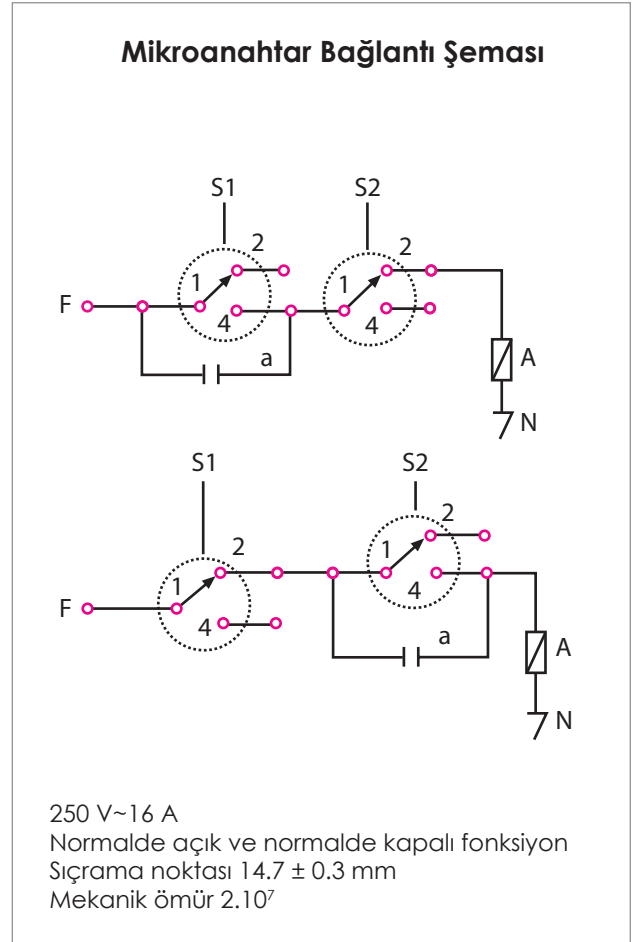 Mikroanahtar Bağlantı Şeması
S1 S2
2 2
1 1
F
4 4
a
A
N
S1 S2
2
2
1
1
4
F
4
a
A
N
250 V~16 A
Normalde açık ve normalde kapalı fonksiyon
Sıçrama noktası 14.7 ± 0.3 mm
Mekanik ömür 2.10⁷